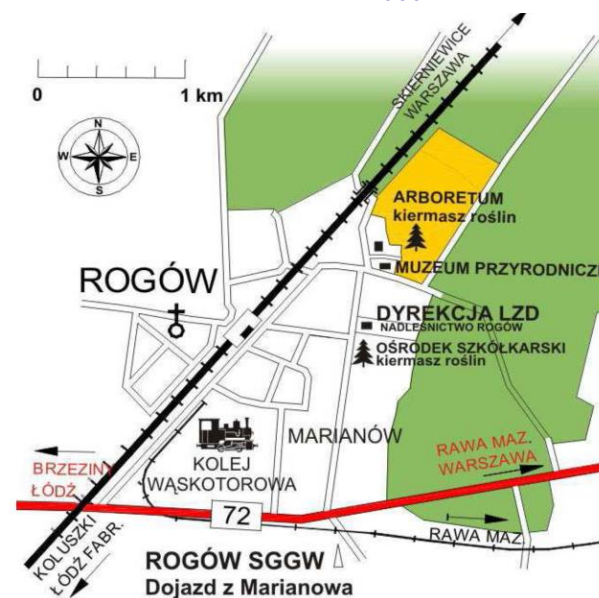 0 1 km
N
W E
S
SKIERNIEWICE
WARSZAWA
ARBORETUM
kiermasz roślin
MUZEUM PRZYRODNICZE
ROGÓW
DYREKCJA LZD
NADLEŚNICTWO ROGÓW
OŚRODEK SZKÓŁKARSKI
kiermasz roślin
MARIANÓW
KOLEJ
WĄSKOTOROWA
BRZEZINY
ŁÓDŹ
RAWA MAZ.
WARSZAWA
72
RAWA MAZ
KOLUSZKI
ŁÓDŹ FABR.
ROGÓW SGGW
Dojazd z Marianowa